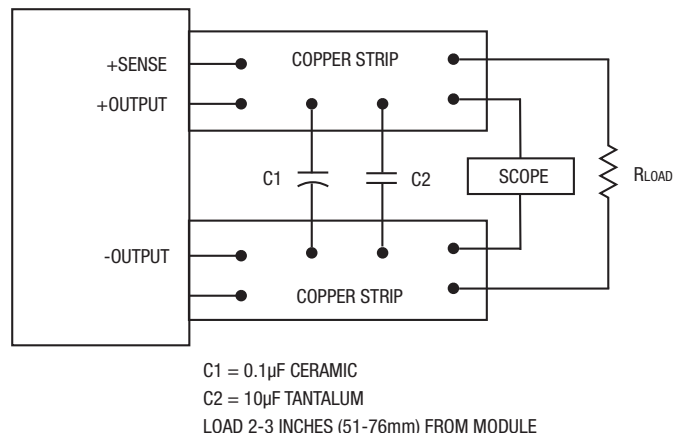 +SENSE
COPPER STRIP
+OUTPUT
C1
C2
SCOPE
RLOAD
-OUTPUT
COPPER STRIP
C1 = 0.1µF CERAMIC
C2 = 10µF TANTALUM
LOAD 2-3 INCHES (51-76mm) FROM MODULE